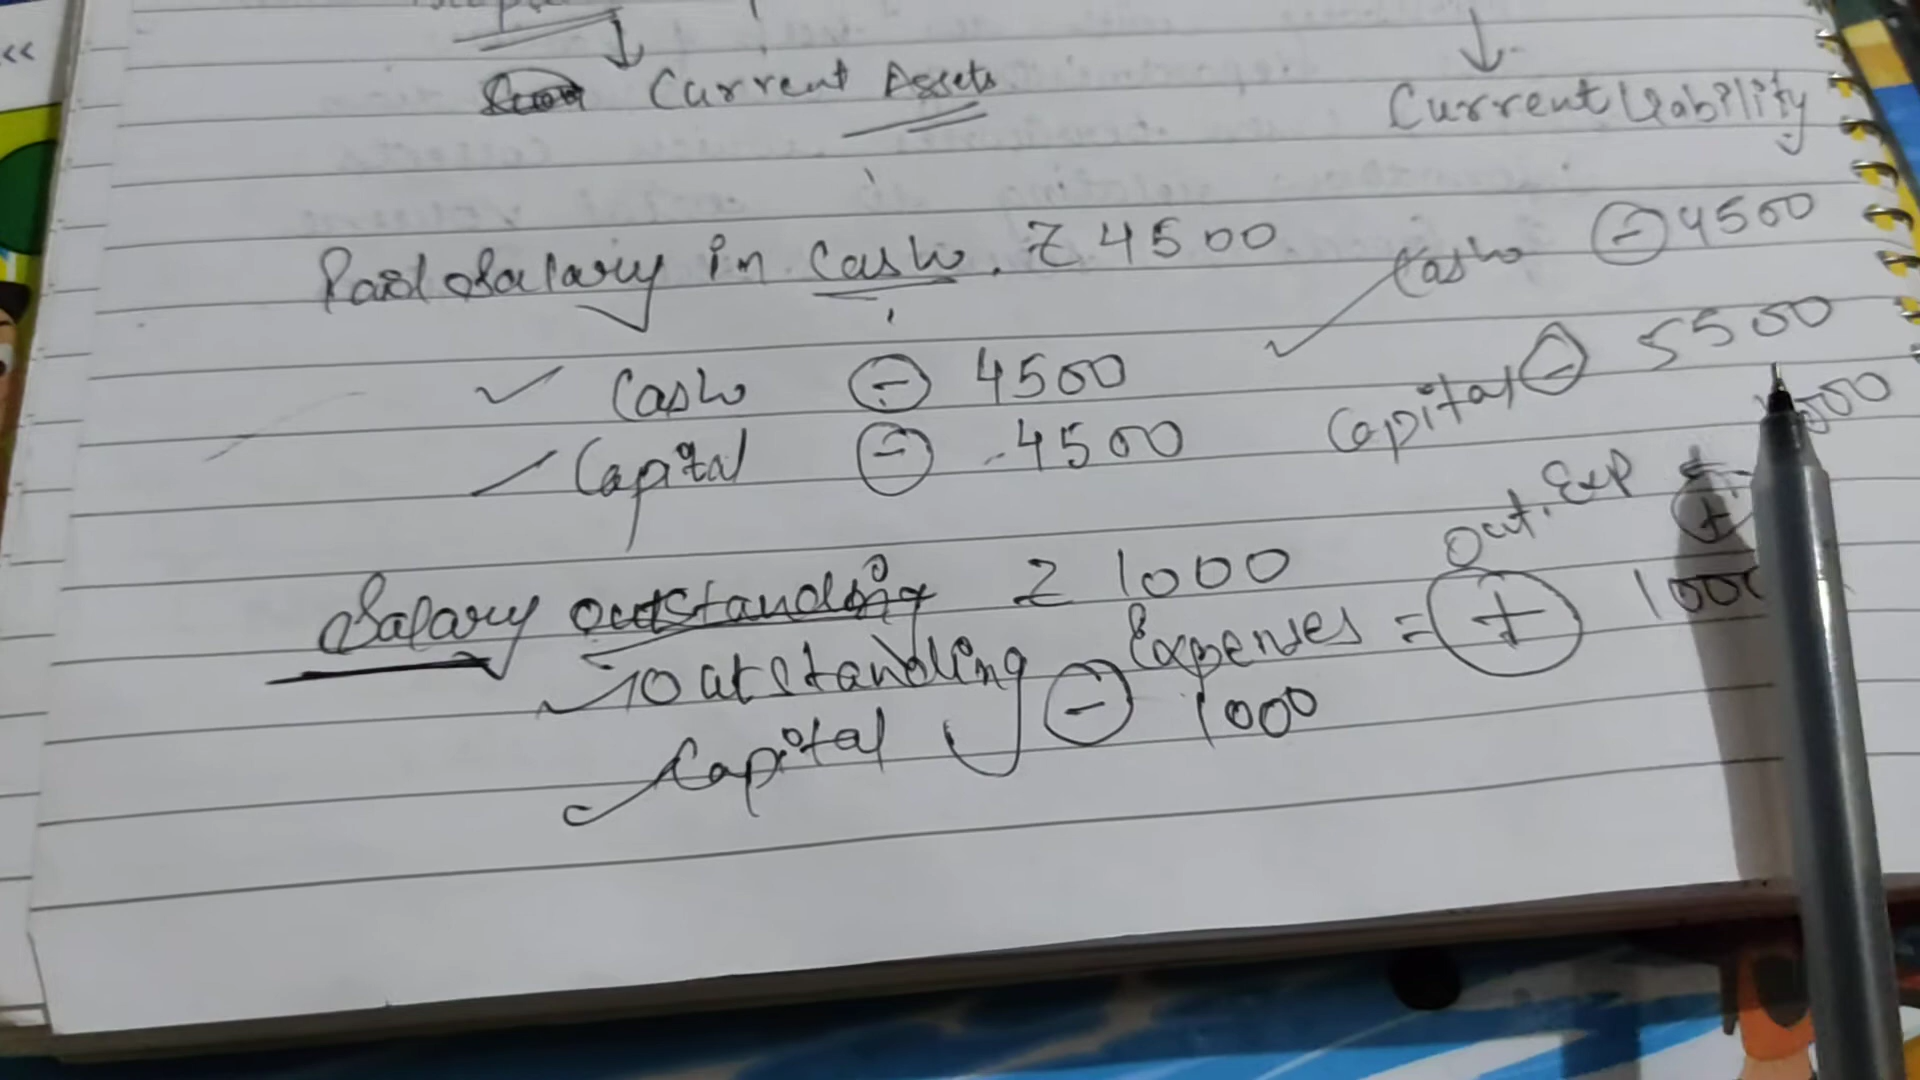 <<
Current Assets
Current Liability
Paid Salary in Cash. ₹ 4500
Cash ⊖ 4500
Cash ⊖ 4500
Capital ⊖ 5500
Capital ⊖ 4500
Out. Exp +
+
Salary outstanding ₹ 1000
Outstanding Expenses = ⊕ 1000
Capital ⊖ 1000